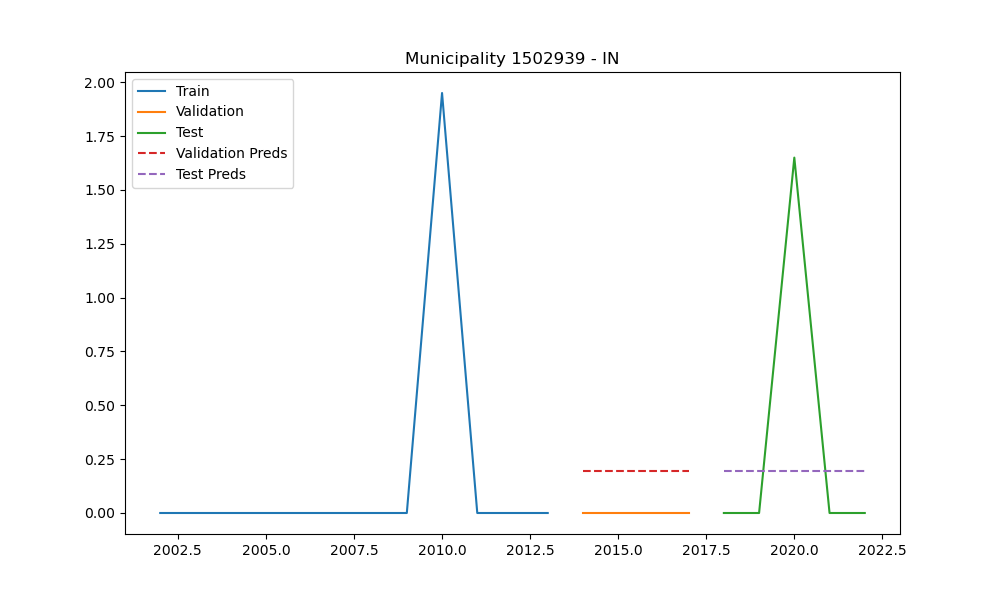 Municipality 1502939 - IN
2.00
1.75
1.50
1.25
1.00
0.75
0.50
0.25
0.00
Train
Validation
Test
Validation Preds
Test Preds
2002.5 2005.0 2007.5 2010.0 2012.5 2015.0 2017.5 2020.0 2022.5